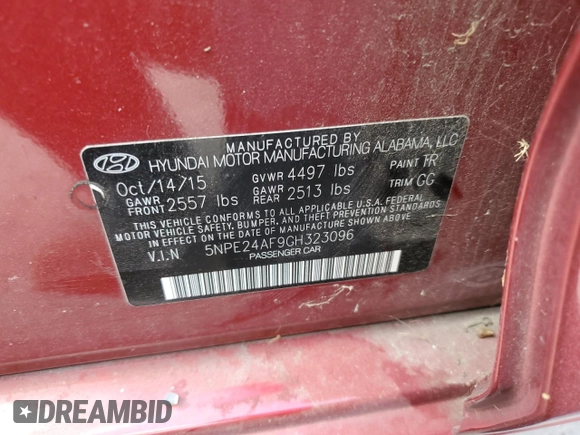 MANUFACTURED BY
HYUNDAI MOTOR MANUFACTURING ALABAMA, LLC
Oct/14/15 GVWR 4497 lbs PAINT TR
GAWR FRONT 2557 lbs GAWR REAR 2513 lbs TRIM GG
THIS VEHICLE CONFORMS TO ALL APPLICABLE U.S.A. FEDERAL
MOTOR VEHICLE SAFETY, BUMPER, AND THEFT PREVENTION STANDARDS
IN EFFECT ON THE DATE OF MANUFACTURE SHOWN ABOVE.
V.I.N 5NPE24AF9GH323096
PASSENGER CAR
DREAMBID